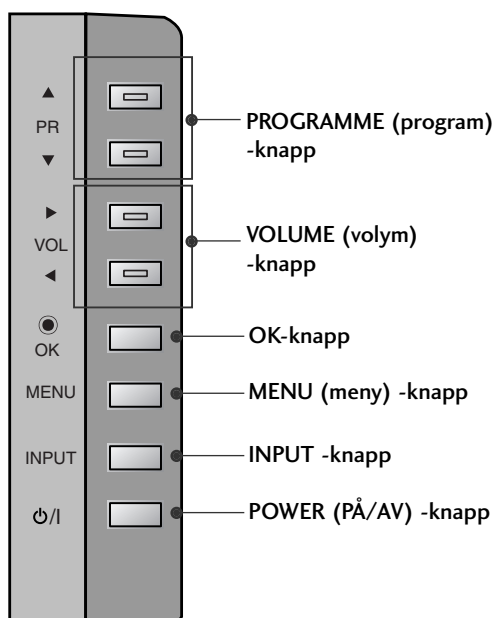 PR
PROGRAMME (program)
-knapp
VOL
VOLUME (volym)
-knapp
OK
OK-knapp
MENU
MENU (meny) -knapp
INPUT
INPUT -knapp
⏻/I
POWER (PÅ/AV) -knapp